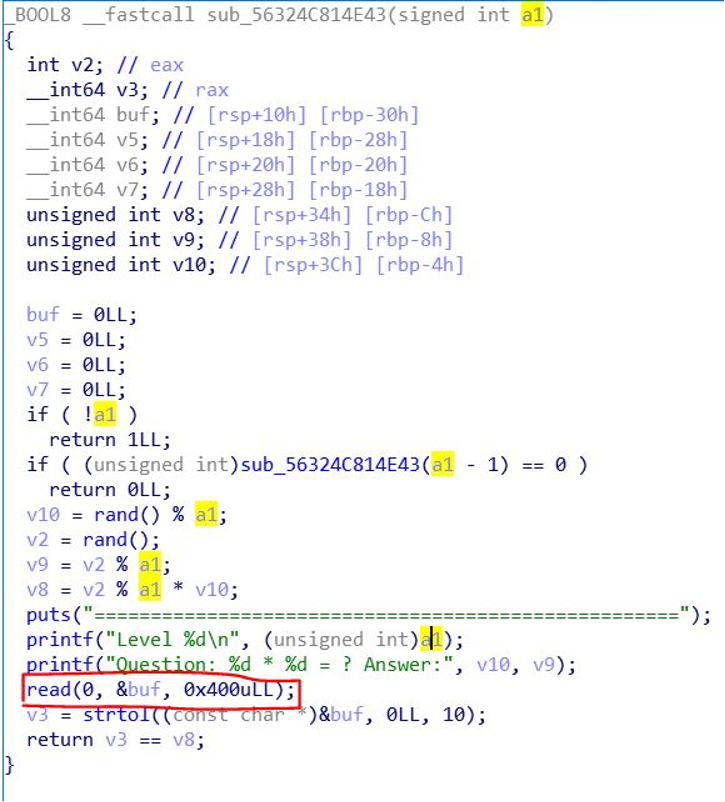 _BOOL8 __fastcall sub_56324C814E43(signed int a1)
{
int v2; // eax
__int64 v3; // rax
__int64 buf; // [rsp+10h] [rbp-30h]
__int64 v5; // [rsp+18h] [rbp-28h]
__int64 v6; // [rsp+20h] [rbp-20h]
__int64 v7; // [rsp+28h] [rbp-18h]
unsigned int v8; // [rsp+34h] [rbp-Ch]
unsigned int v9; // [rsp+38h] [rbp-8h]
unsigned int v10; // [rsp+3Ch] [rbp-4h]
buf = 0LL;
v5 = 0LL;
v6 = 0LL;
v7 = 0LL;
if ( !a1 )
return 1LL;
if ( (unsigned int)sub_56324C814E43(a1 - 1) == 0 )
return 0LL;
v10 = rand() % a1;
v2 = rand();
v9 = v2 % a1;
v8 = v2 % a1 * v10;
puts("====================================================");
printf("Level %d\n", (unsigned int)a1);
printf("Question: %d * %d = ? Answer:", v10, v9);
read(0, &buf, 0x400uLL);
v3 = strtol((const char *)&buf, 0LL, 10);
return v3 == v8;
}